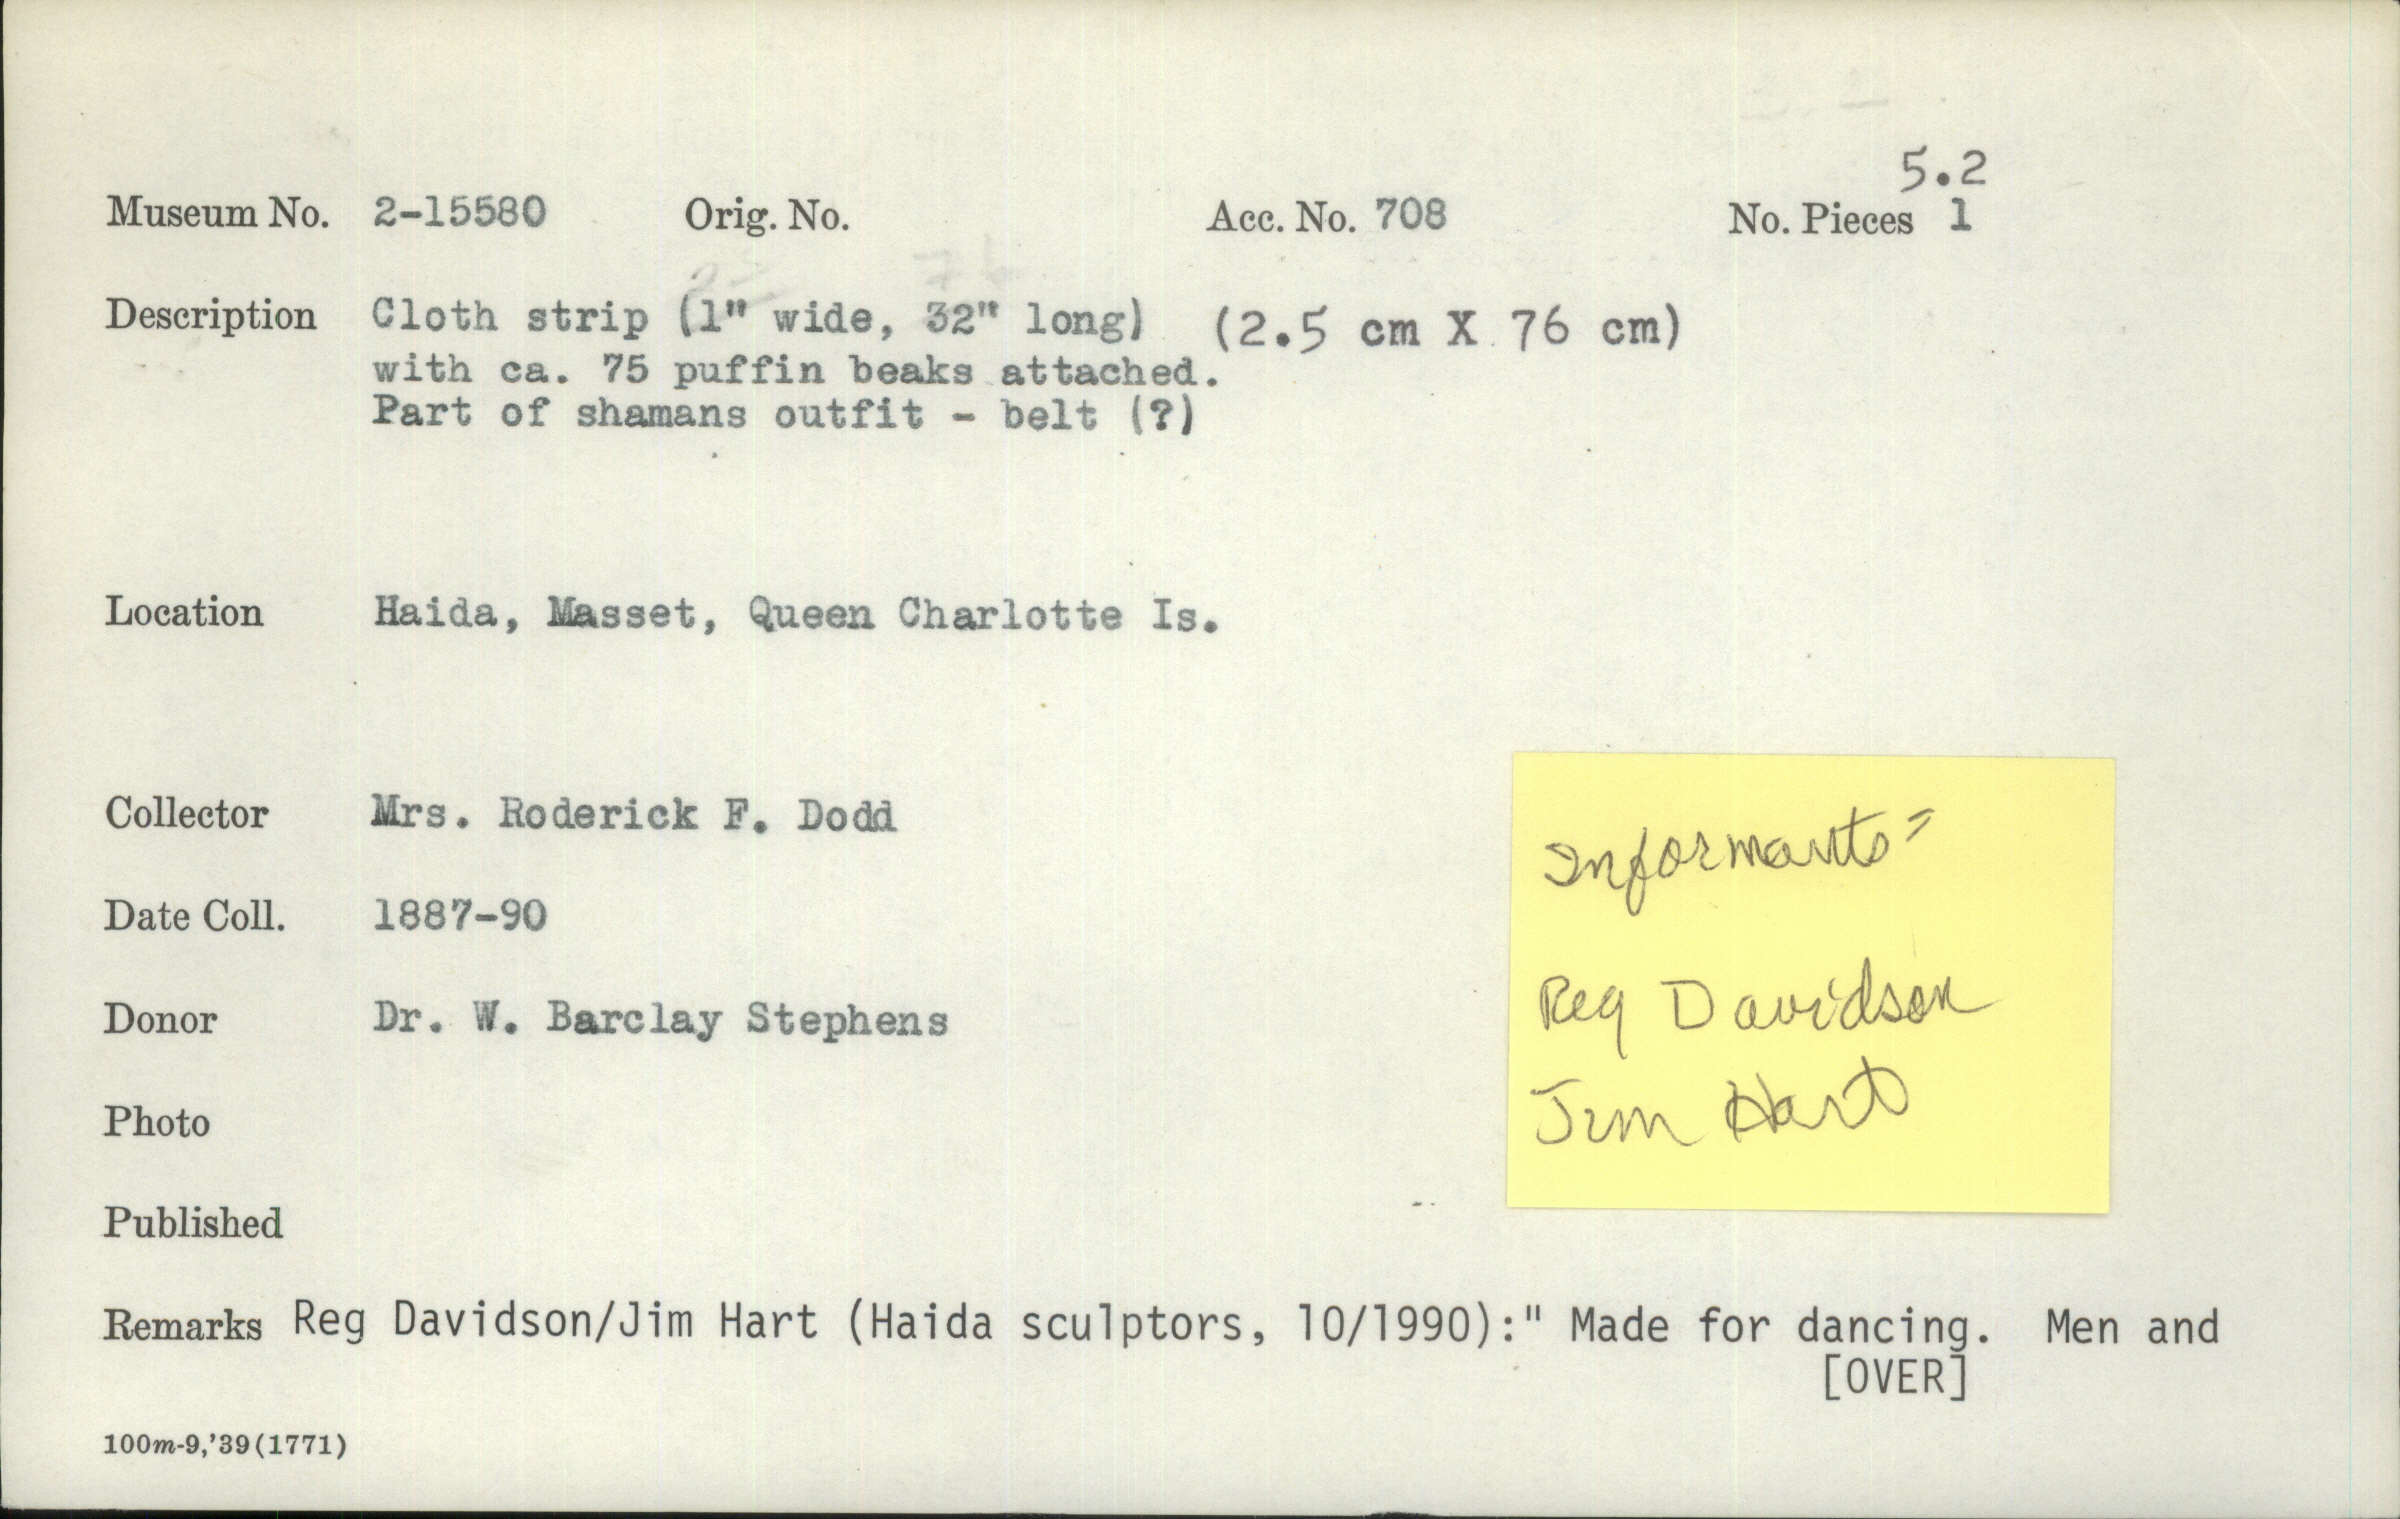 5.2
Museum No. 2-15580 Orig. No. Acc. No. 708 No. Pieces 1
Description Cloth strip (1" wide, 32" long) (2.5 cm X 76 cm)
with ca. 75 puffin beaks attached.
Part of shamans outfit - belt (?)
Location Haida, Masset, Queen Charlotte Is.
Collector Mrs. Roderick F. Dodd
Date Coll. 1887-90
Donor Dr. W. Barclay Stephens
Photo
Published
Informants =
Reg Davidson
Jim Hart
Remarks Reg Davidson/Jim Hart (Haida sculptors, 10/1990):" Made for dancing. Men and
[OVER]
100m-9,'39(1771)